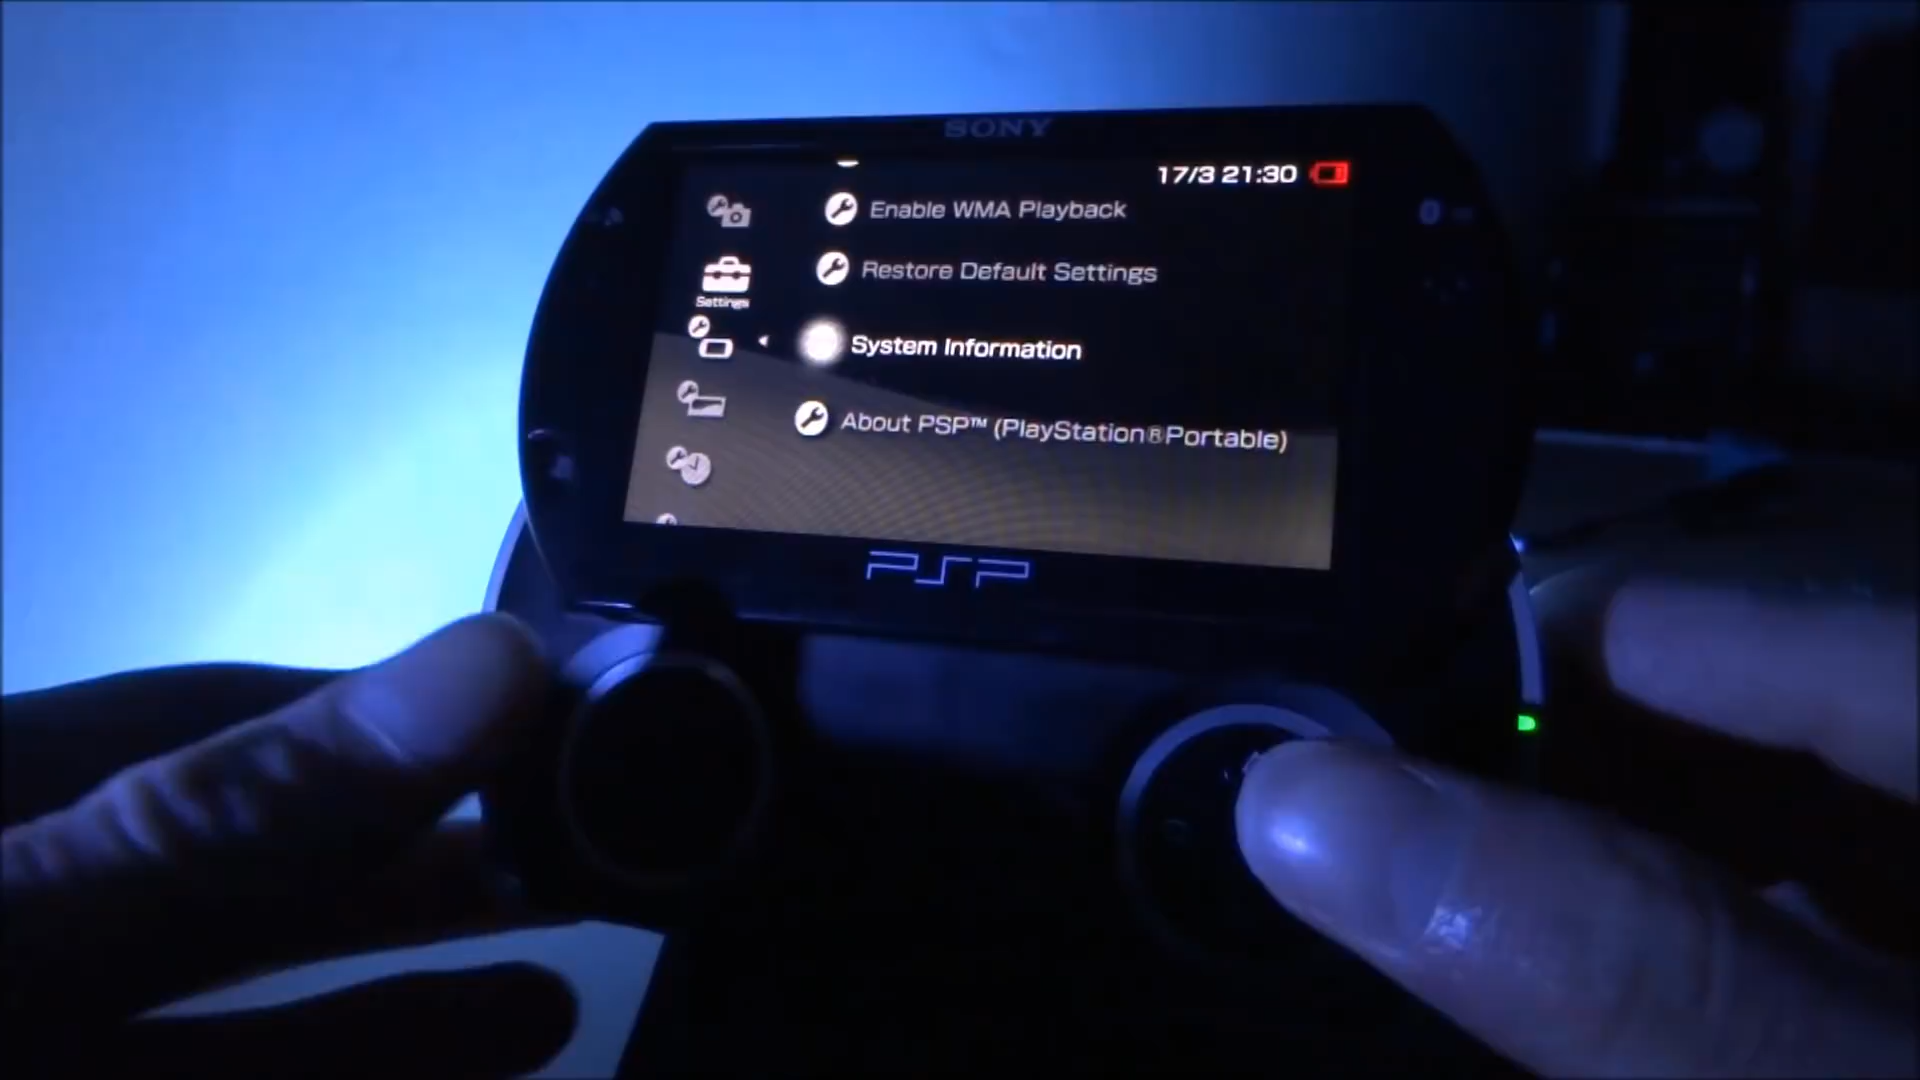 SONY
17/3 21:30
Enable WMA Playback
Restore Default Settings
Settings
System Information
About PSP™ (PlayStation®Portable)
PSP